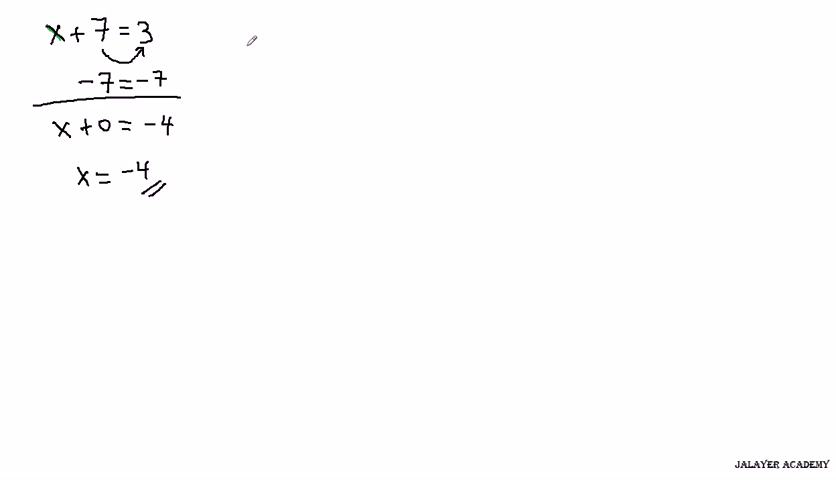 x + 7 = 3
-7 = -7
x + 0 = -4
x = -4
JALAYER ACADEMY